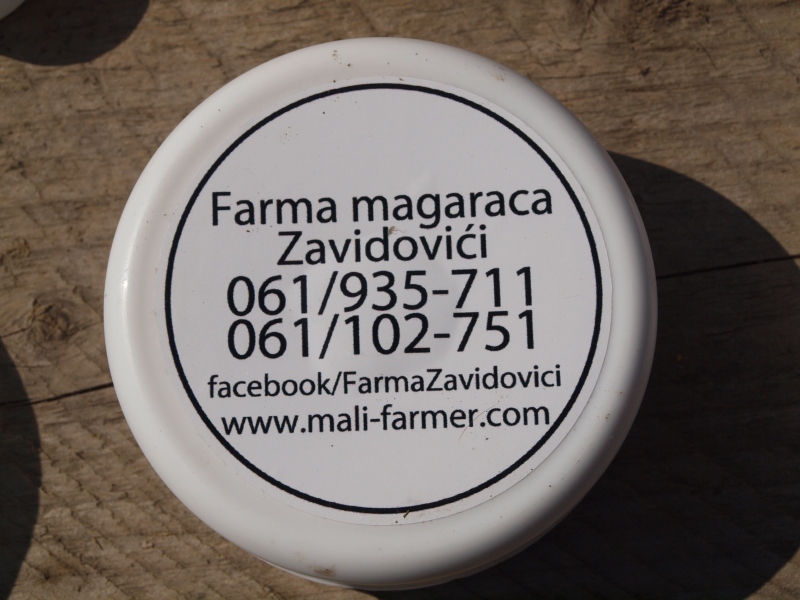 Farma magaraca
Zavidovići
061/935-711
061/102-751
facebook/FarmaZavidovici
www.mali-farmer.com